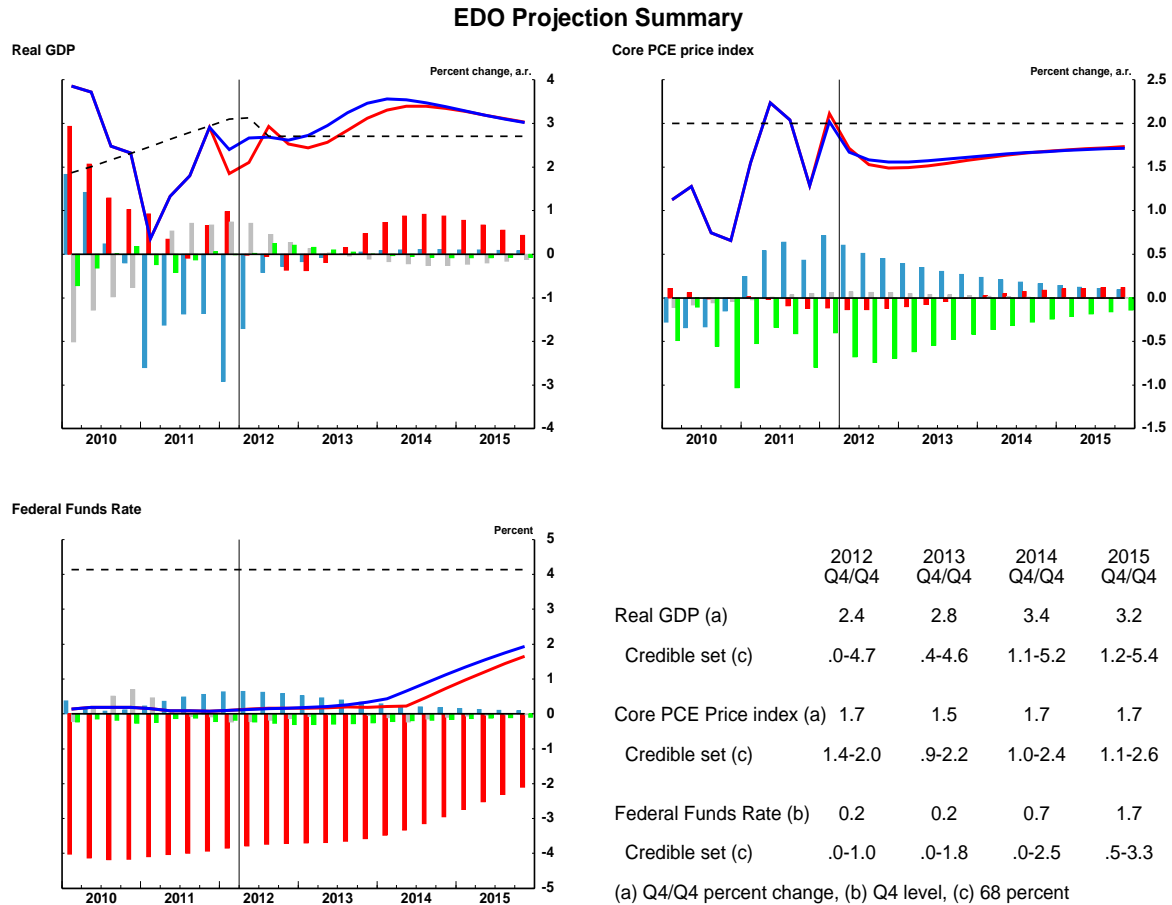 EDO Projection Summary
Real GDP
Percent change, a.r.
4
3
2
1
0
-1
-2
-3
-4
2010 2011 2012 2013 2014 2015
Core PCE price index
Percent change, a.r.
2.5
2.0
1.5
1.0
0.5
0.0
-0.5
-1.0
-1.5
2010 2011 2012 2013 2014 2015
Federal Funds Rate
Percent
5
4
3
2
1
0
-1
-2
-3
-4
-5
2010 2011 2012 2013 2014 2015
2012 2013 2014 2015
Q4/Q4 Q4/Q4 Q4/Q4 Q4/Q4
Real GDP (a) 2.4 2.8 3.4 3.2
Credible set (c) .0-4.7 .4-4.6 1.1-5.2 1.2-5.4
Core PCE Price index (a) 1.7 1.5 1.7 1.7
Credible set (c) 1.4-2.0 .9-2.2 1.0-2.4 1.1-2.6
Federal Funds Rate (b) 0.2 0.2 0.7 1.7
Credible set (c) .0-1.0 .0-1.8 .0-2.5 .5-3.3
(a) Q4/Q4 percent change, (b) Q4 level, (c) 68 percent